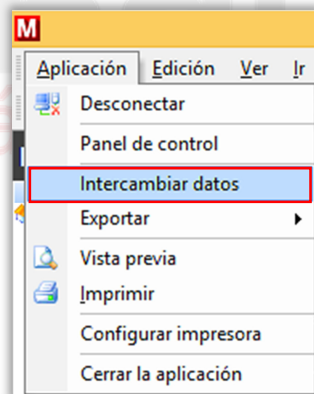 M
Aplicación Edición Ver Ir
Desconectar
Panel de control
Intercambiar datos
Exportar
Vista previa
Imprimir
Configurar impresora
Cerrar la aplicación